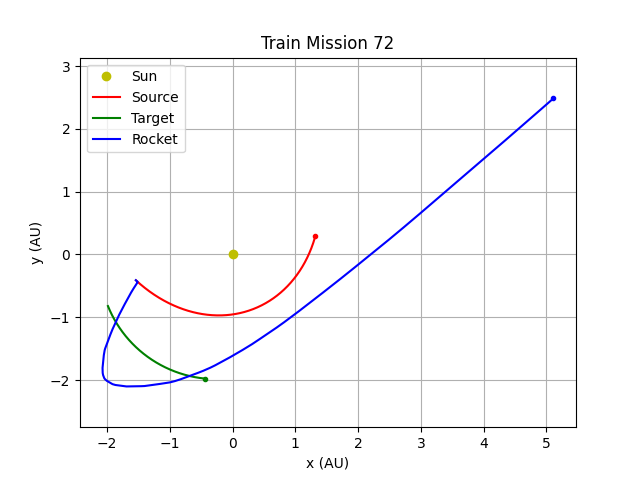 Train Mission 72
Sun
Source
Target
Rocket
3
2
1
0
−1
−2
y (AU)
−2 −1 0 1 2 3 4 5
x (AU)